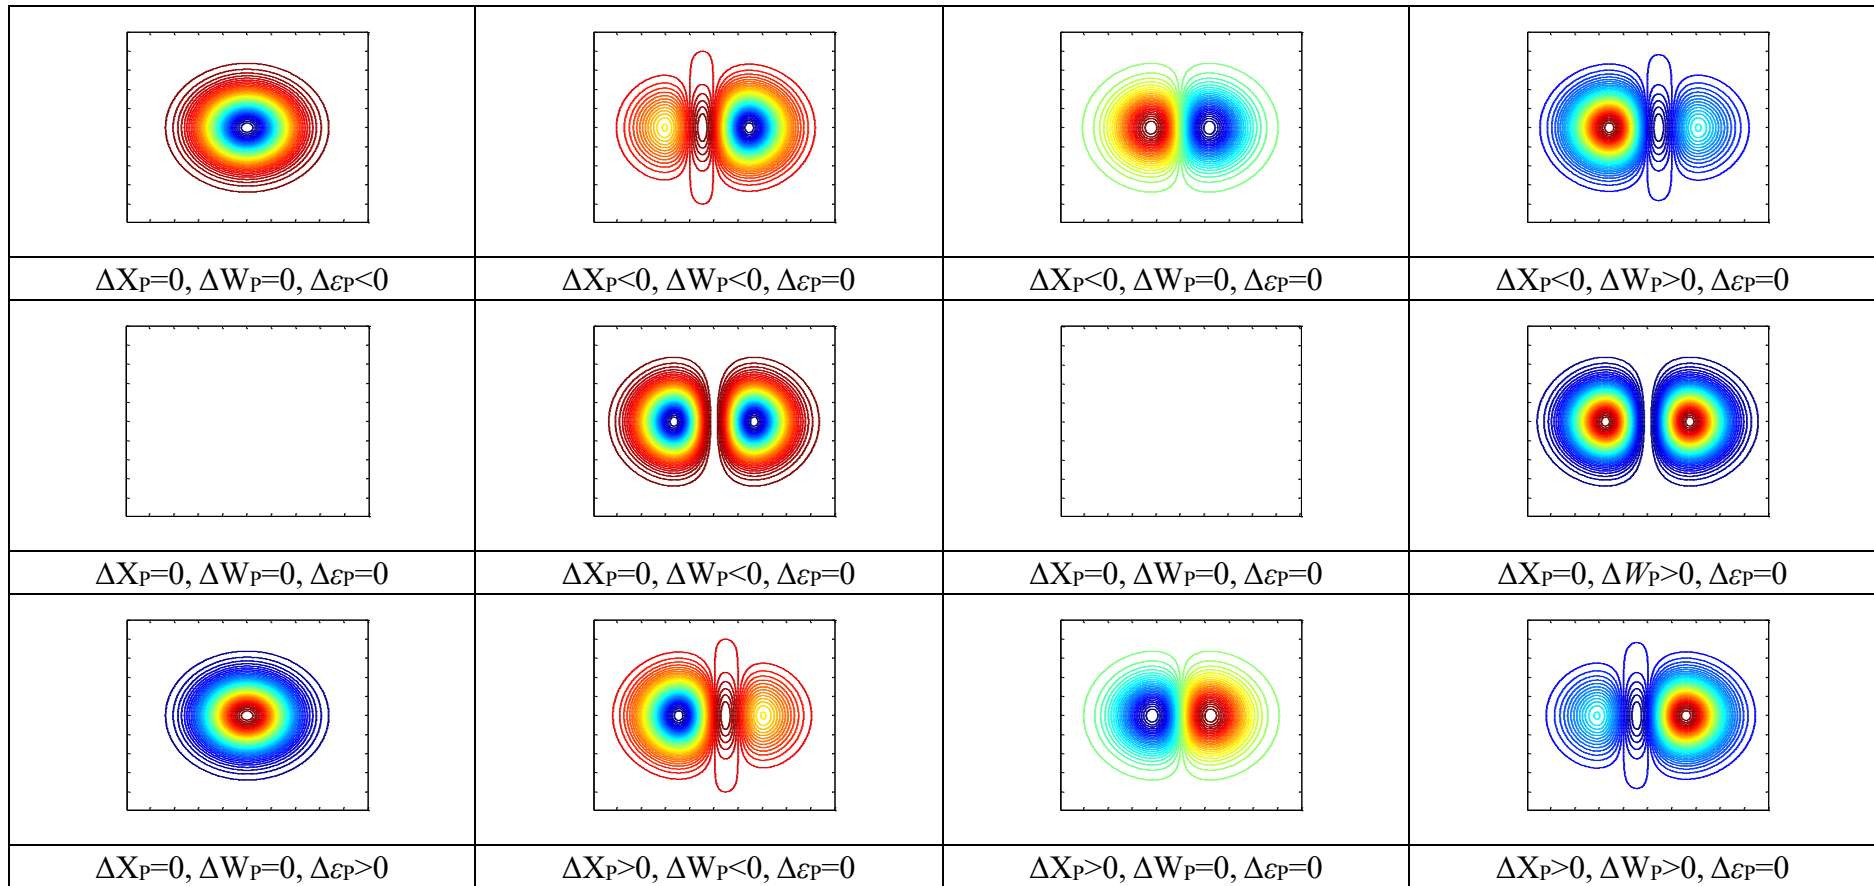 ΔXP=0, ΔWP=0, ΔεP<0
ΔXP<0, ΔWP<0, ΔεP=0
ΔXP<0, ΔWP=0, ΔεP=0
ΔXP<0, ΔWP>0, ΔεP=0
ΔXP=0, ΔWP=0, ΔεP=0
ΔXP=0, ΔWP<0, ΔεP=0
ΔXP=0, ΔWP=0, ΔεP=0
ΔXP=0, ΔWP>0, ΔεP=0
ΔXP=0, ΔWP=0, ΔεP>0
ΔXP>0, ΔWP<0, ΔεP=0
ΔXP>0, ΔWP=0, ΔεP=0
ΔXP>0, ΔWP>0, ΔεP=0